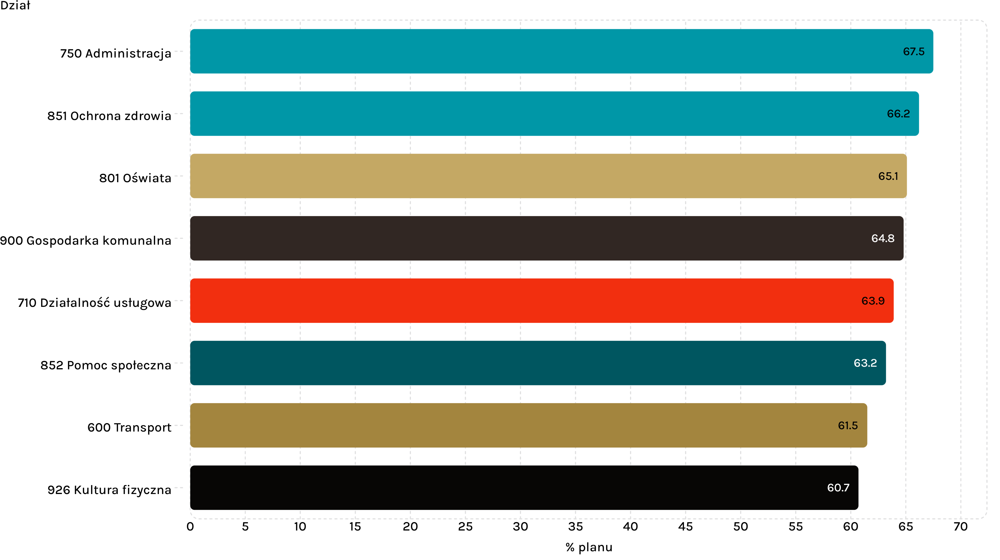 Dział
750 Administracja
67.5
851 Ochrona zdrowia
66.2
801 Oświata
65.1
900 Gospodarka komunalna
64.8
710 Działalność usługowa
63.9
852 Pomoc społeczna
63.2
600 Transport
61.5
926 Kultura fizyczna
60.7
0 5 10 15 20 25 30 35 40 45 50 55 60 65 70
% planu